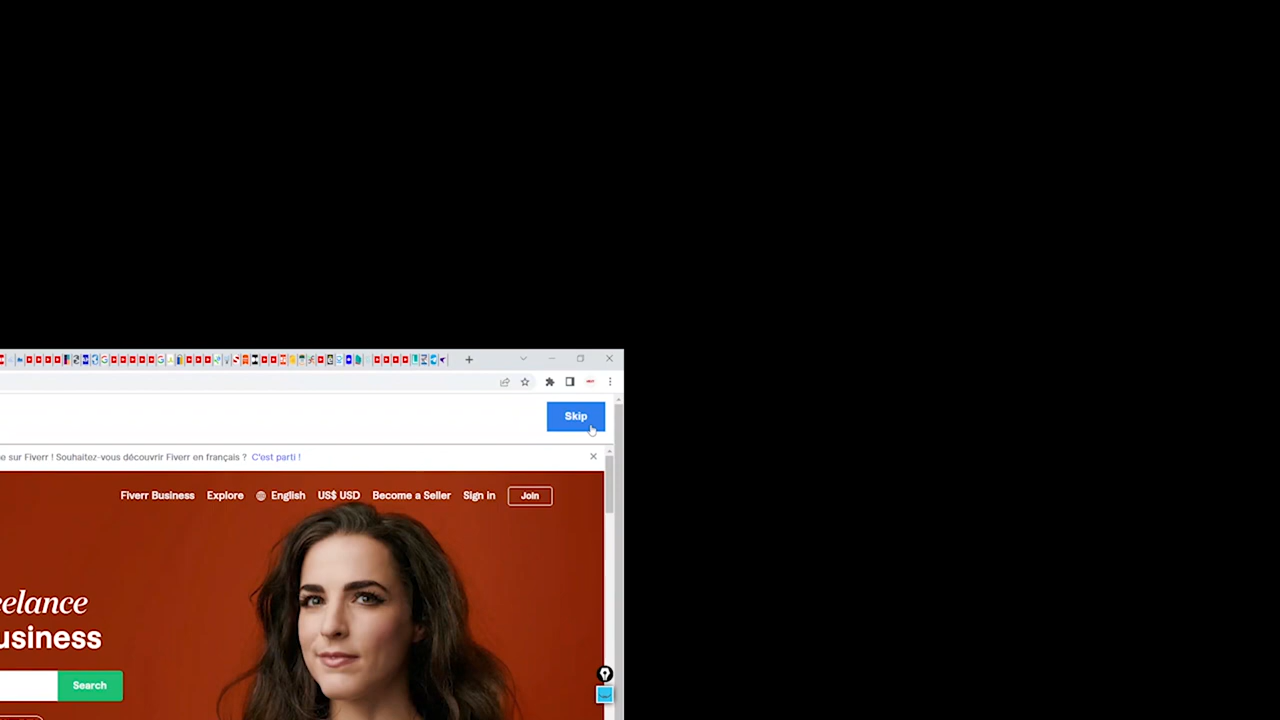 Skip
e sur Fiverr ! Souhaitez-vous découvrir Fiverr en français ? C'est parti !
Fiverr Business Explore English US$ USD Become a Seller Sign in Join
eelance
usiness
Search